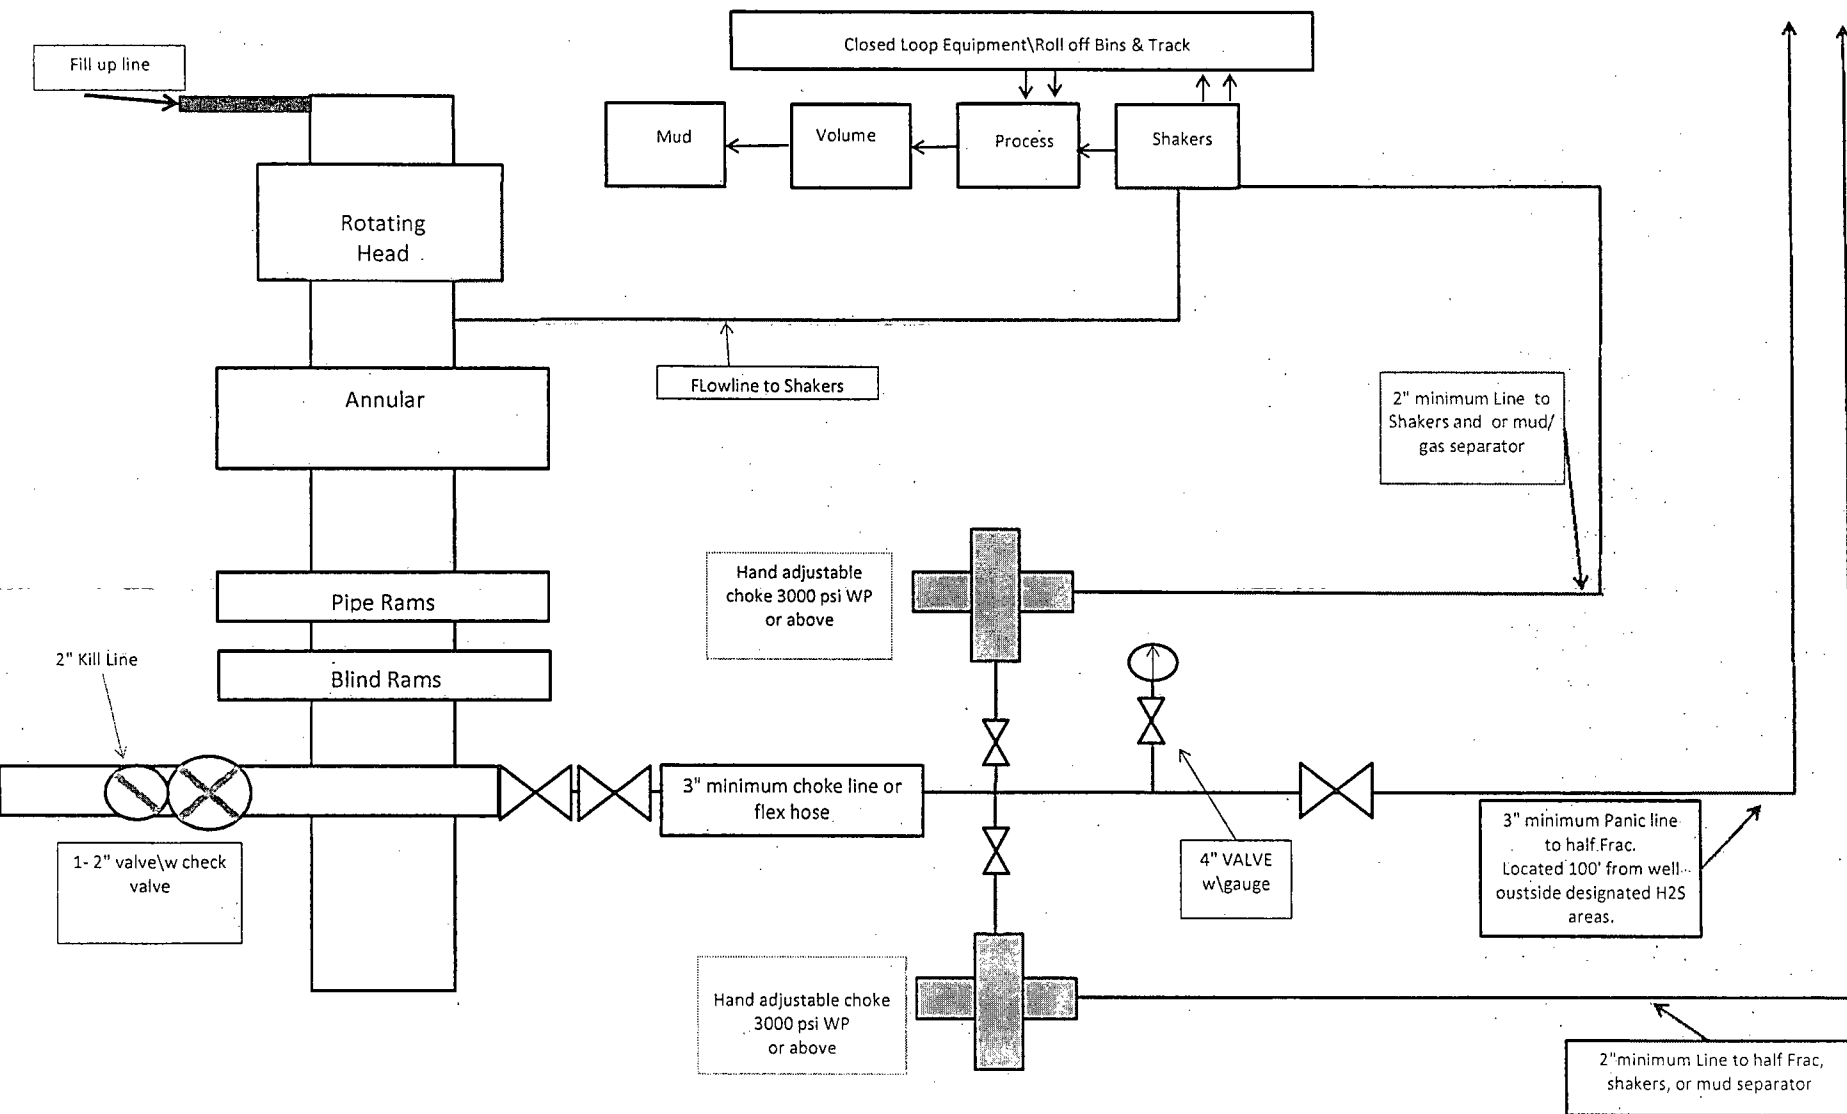 Closed Loop Equipment\Roll off Bins & Track
Fill up line
Mud
Volume
Process
Shakers
Rotating
Head
FLowline to Shakers
Annular
2" minimum Line to
Shakers and or mud/
gas separator
Hand adjustable
choke 3000 psi WP
or above
Pipe Rams
2" Kill Line
Blind Rams
3" minimum choke line or
flex hose
1- 2" valve\w check
valve
4" VALVE
w\gauge
3" minimum Panic line
to half Frac.
Located 100' from well
oustside designated H2S
areas.
Hand adjustable choke
3000 psi WP
or above
2"minimum Line to half Frac,
shakers, or mud separator